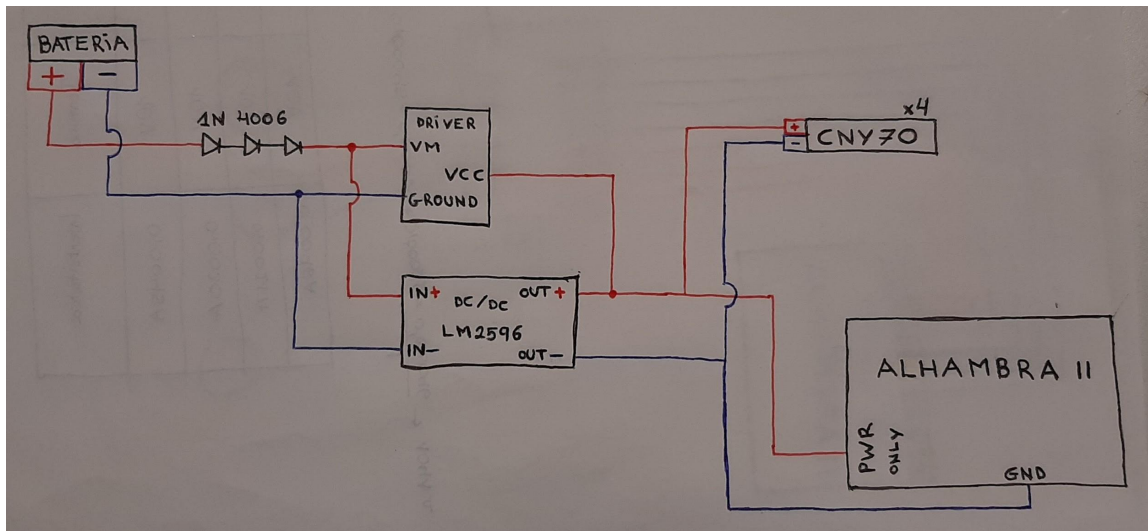 BATERiA
+ −
1N 4006
DRiVER
VM
VCC
GROUND
x4
+
−
CNY70
IN+
DC/DC
OUT+
LM2596
IN−
OUT−
ALHAMBRA II
PWR
ONLY
GND